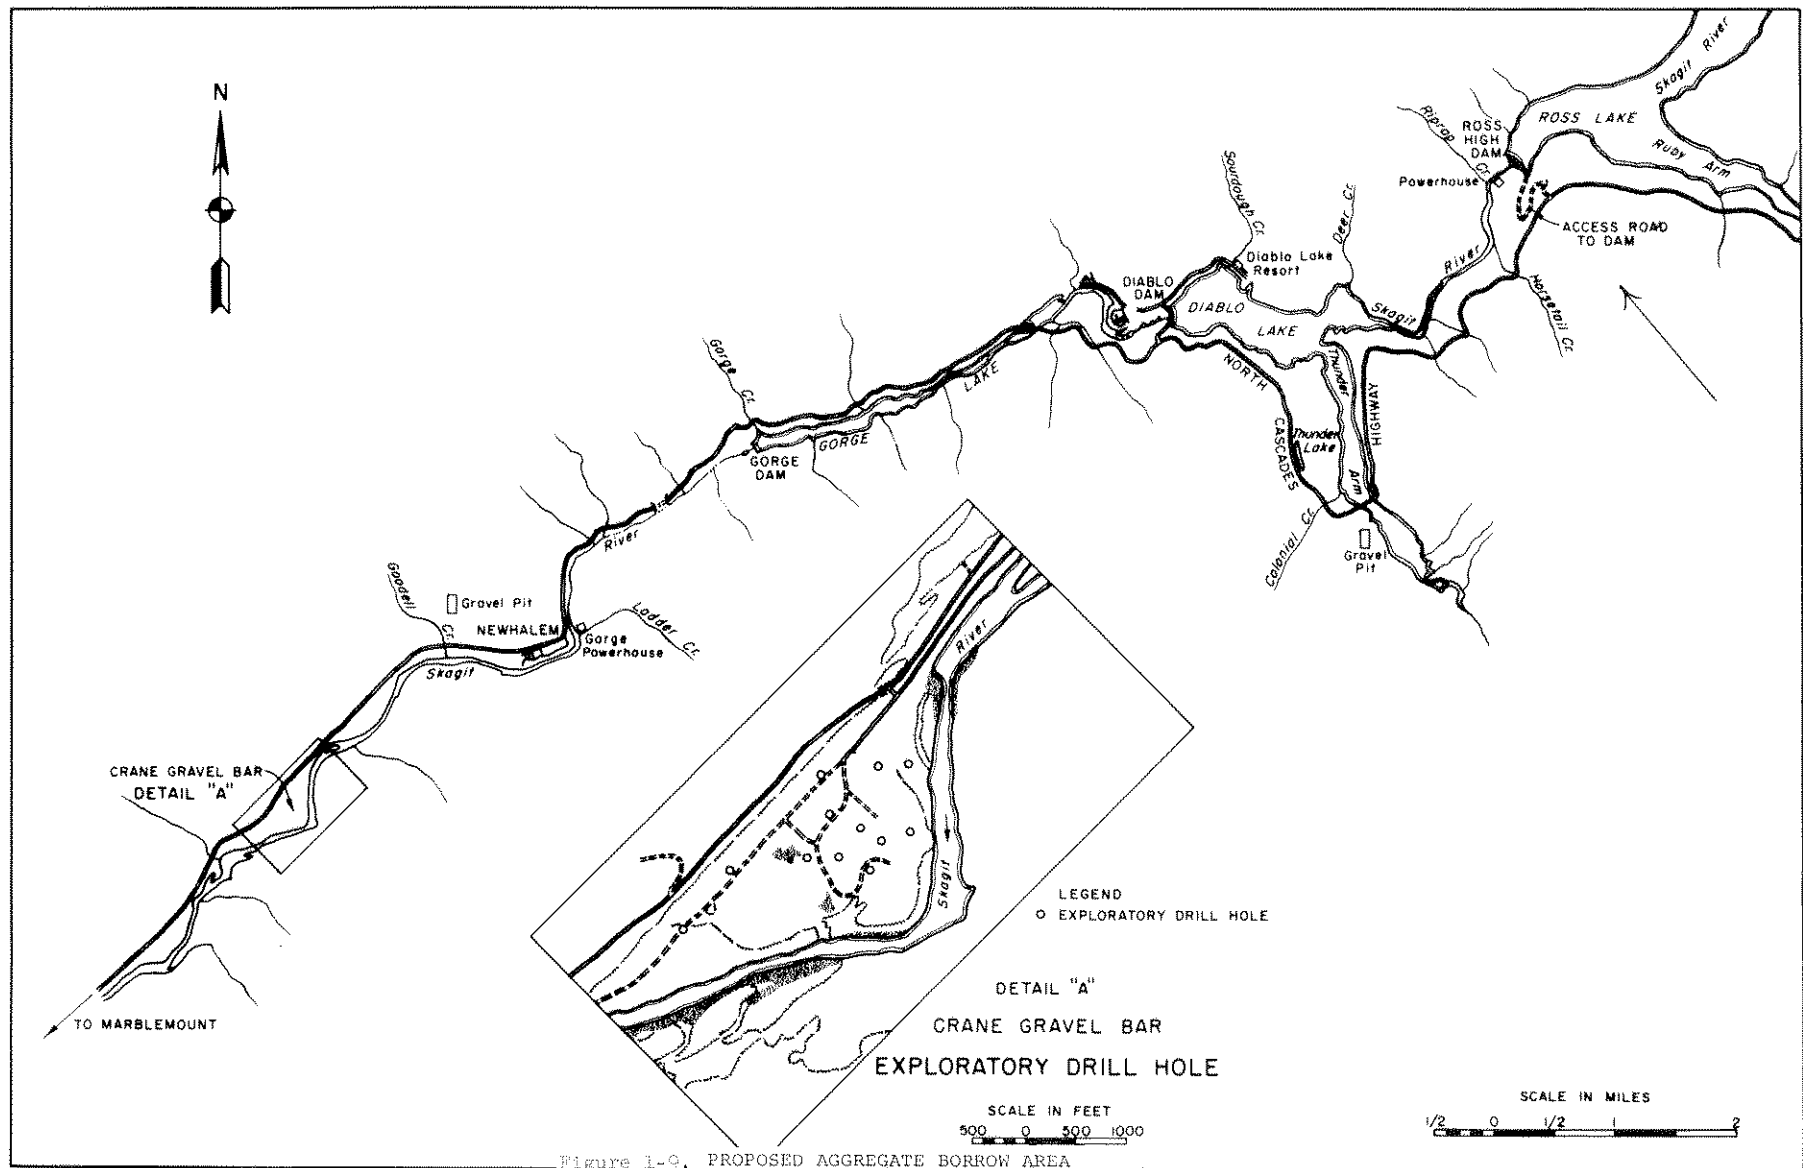 N
Skagit River
ROSS LAKE
Ruby Arm
Riprap Cr.
ROSS
HIGH
DAM
Powerhouse
ACCESS ROAD
TO DAM
Sourdough Cr.
Deer Cr.
Diablo Lake
Resort
DIABLO
DAM
DIABLO
LAKE
Skagit River
Horsetail Cr.
Gorge Cr.
GORGE LAKE
GORGE
DAM
NORTH
CASCADES
HIGHWAY
Thunder
Arm
Thunder
Lake
Colonial Cr.
Gravel
Pit
River
Goodell Cr.
Gravel Pit
NEWHALEM
Gorge
Powerhouse
Ladder Cr.
Skagit
CRANE GRAVEL BAR
DETAIL "A"
TO MARBLEMOUNT
River
Skagit
LEGEND
EXPLORATORY DRILL HOLE
DETAIL "A"
CRANE GRAVEL BAR
EXPLORATORY DRILL HOLE
SCALE IN FEET
500 0 500 1000
SCALE IN MILES
1/2 0 1/2 1 2
Figure 1-9. PROPOSED AGGREGATE BORROW AREA